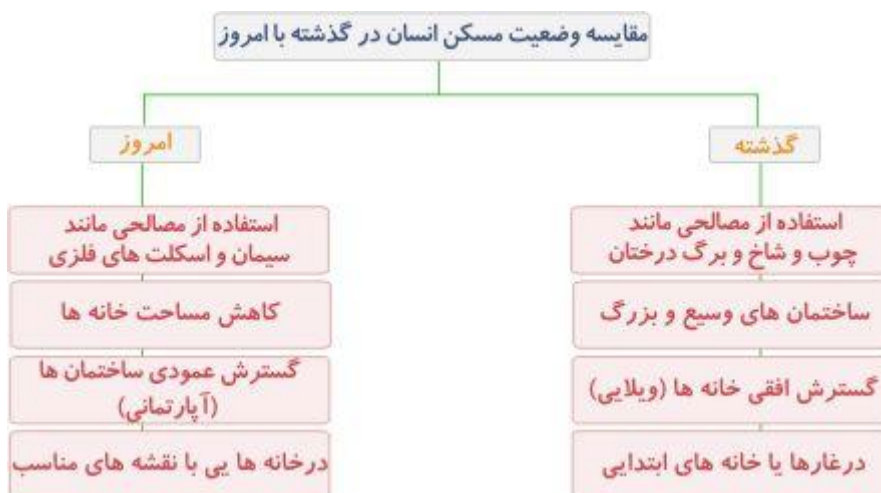 مقایسه وضعیت مسکن انسان در گذشته با امروز
گذشته
امروز
استفاده از مصالحی مانند
چوب و شاخ و برگ درختان
ساختمان های وسیع و بزرگ
گسترش افقی خانه ها (ویلایی)
درغارها یا خانه های ابتدایی
استفاده از مصالحی مانند
سیمان و اسکلت های فلزی
کاهش مساحت خانه ها
گسترش عمودی ساختمان ها
(آپارتمانی)
درخانه ها یی با نقشه های مناسب